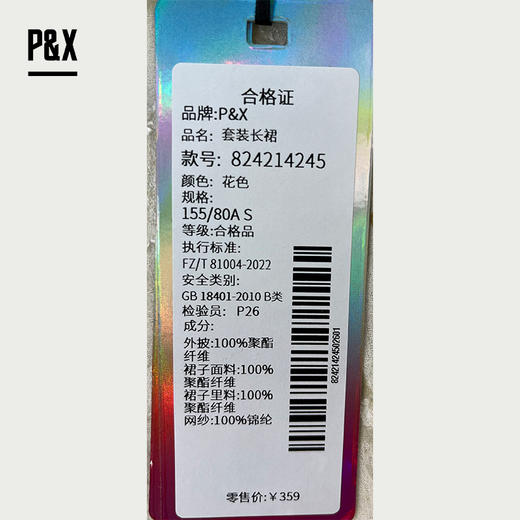 P&X
合格证
品牌:P&X
品名: 套装长裙
款号: 824214245
颜色: 花色
规格:
155/80A S
等级:合格品
执行标准:
FZ/T 81004-2022
安全类别:
GB 18401-2010 B类
检验员: P26
成分:
外披:100%聚酯
纤维
裙子面料:100%
聚酯纤维
裙子里料:100%
聚酯纤维
网纱:100%锦纶
82421424502601
零售价:¥359